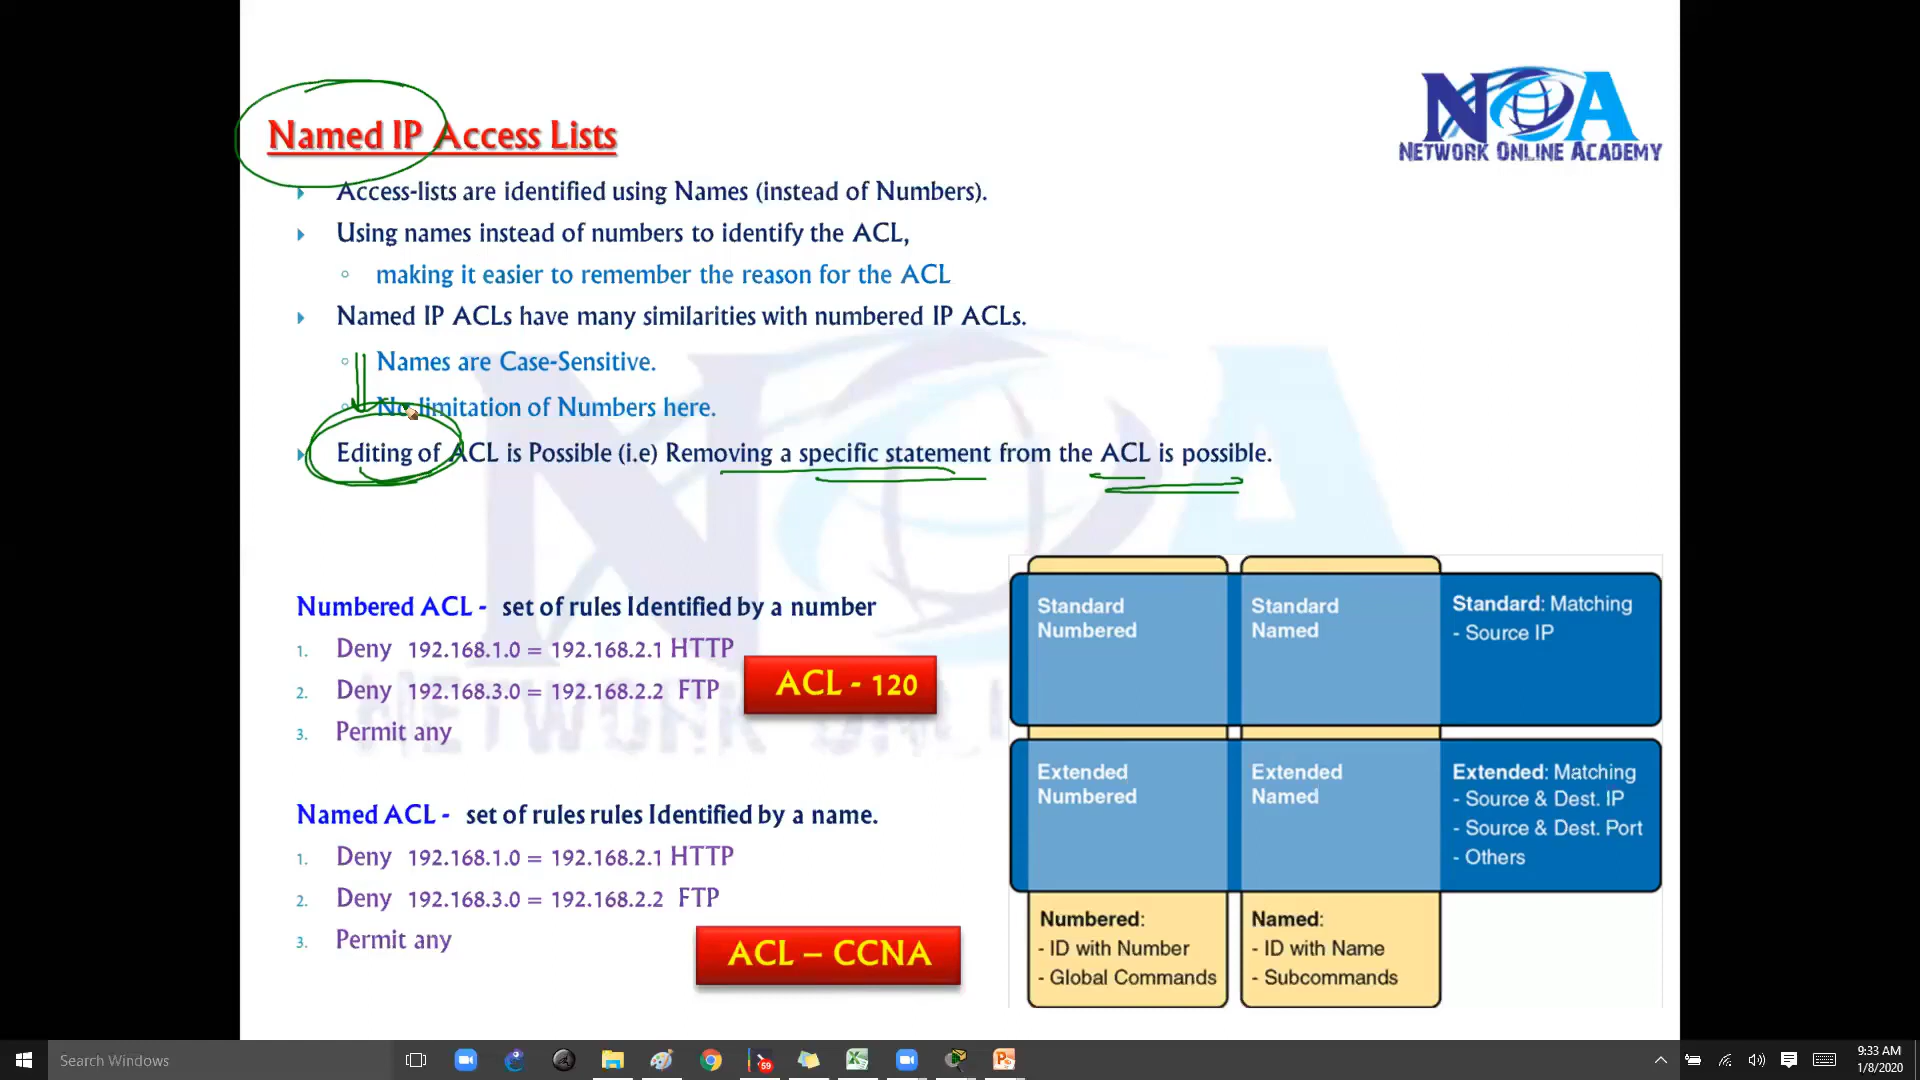 NOA
NETWORK ONLINE ACADEMY
Named IP Access Lists
Access-lists are identified using Names (instead of Numbers).
Using names instead of numbers to identify the ACL,
making it easier to remember the reason for the ACL
Named IP ACLs have many similarities with numbered IP ACLs.
Names are Case-Sensitive.
No limitation of Numbers here.
Editing of ACL is Possible (i.e) Removing a specific statement from the ACL is possible.
Numbered ACL - set of rules Identified by a number
1. Deny 192.168.1.0 = 192.168.2.1 HTTP
2. Deny 192.168.3.0 = 192.168.2.2 FTP
3. Permit any
ACL - 120
Named ACL - set of rules rules Identified by a name.
1. Deny 192.168.1.0 = 192.168.2.1 HTTP
2. Deny 192.168.3.0 = 192.168.2.2 FTP
3. Permit any
ACL – CCNA
Standard Numbered
Standard Named
Standard: Matching
- Source IP
Extended Numbered
Extended Named
Extended: Matching
- Source & Dest. IP
- Source & Dest. Port
- Others
Numbered:
- ID with Number
- Global Commands
Named:
- ID with Name
- Subcommands
Search Windows
59
9:33 AM
1/8/2020